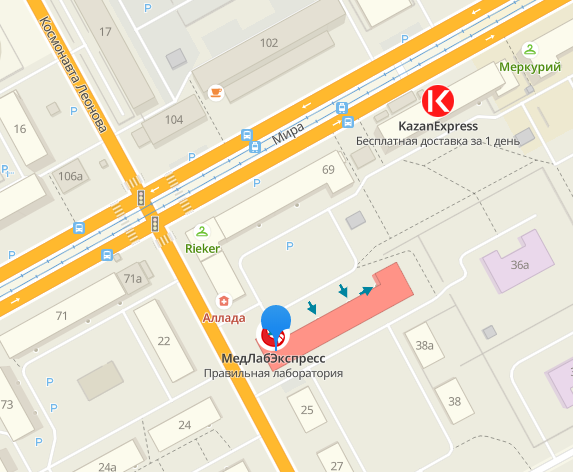 17
102
Космонавта Леонова
Меркурий
KazanExpress
Бесплатная доставка за 1 день
104
16
Мира
106а
69
Rieker
36а
71а
Аллада
71
22
МедЛабЭкспресс
Правильная лаборатория
38а
73
25
38
24
24а
27
P
P
P
P
P
P
P
P
P
P